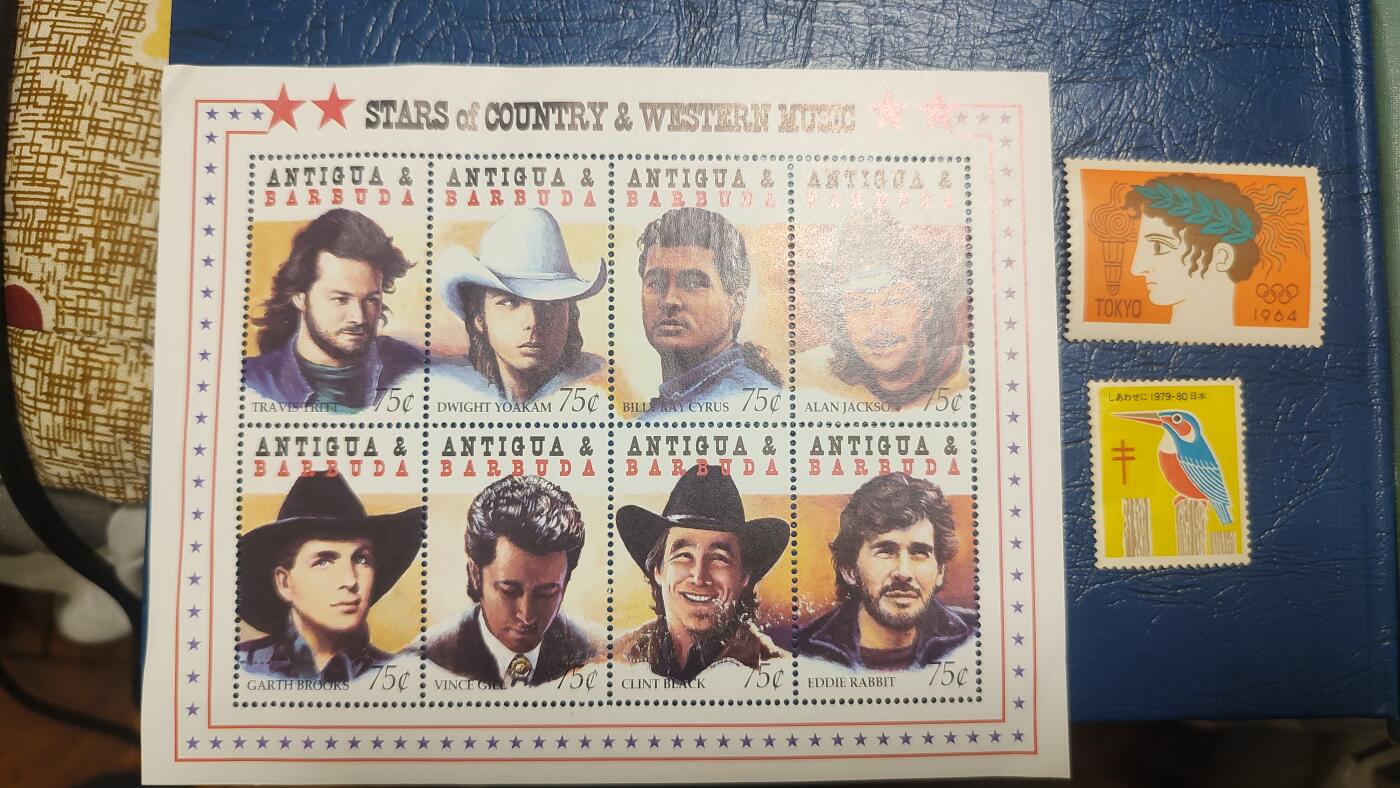 STARS of COUNTRY & WESTERN MUSIC
ANTIGUA &
BARBUDA
TRAVIS TRITT 75¢
ANTIGUA &
BARBUDA
DWIGHT YOAKAM 75¢
ANTIGUA &
BARBUDA
BILLY RAY CYRUS 75¢
ANTIGUA &
BARBUDA
ALAN JACKSON 75¢
ANTIGUA &
BARBUDA
GARTH BROOKS 75¢
ANTIGUA &
BARBUDA
VINCE GILL 75¢
ANTIGUA &
BARBUDA
CLINT BLACK 75¢
ANTIGUA &
BARBUDA
EDDIE RABBIT 75¢
TOKYO
1964
しあわせに 1979-80 日本